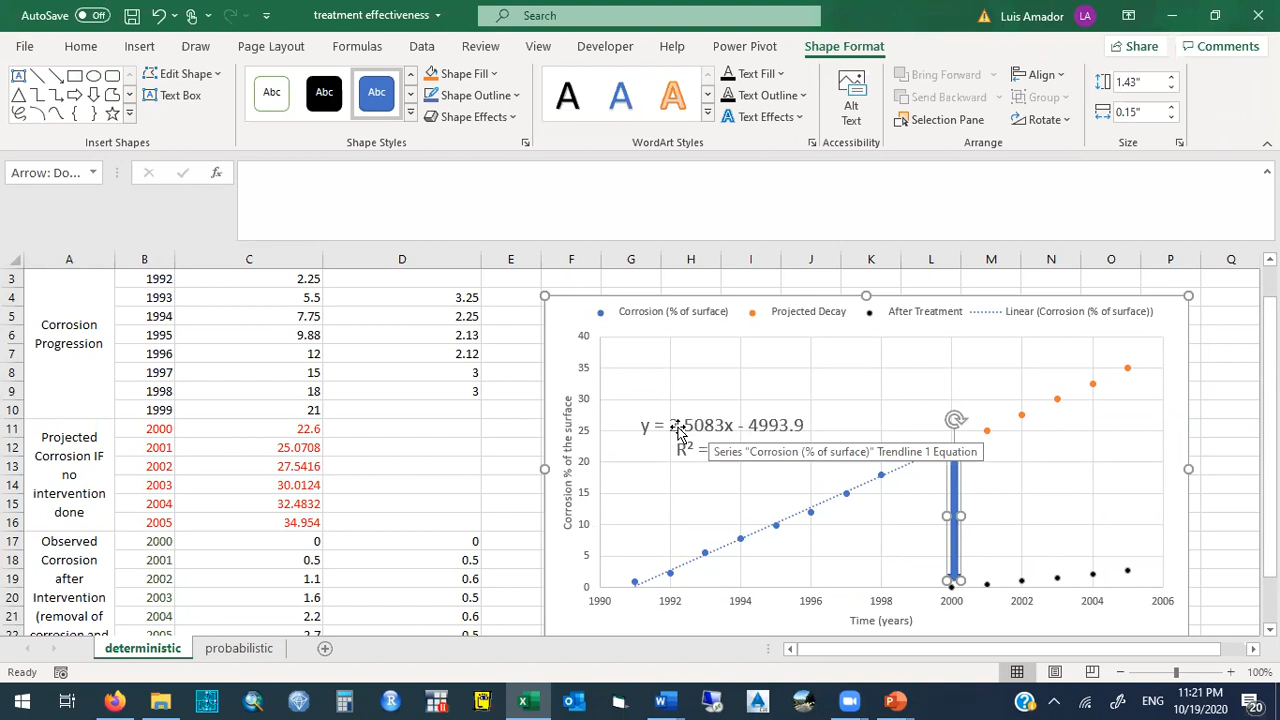 AutoSave Off treatment effectiveness Search Luis Amador LA
File Home Insert Draw Page Layout Formulas Data Review View Developer Help Power Pivot Shape Format Share Comments
Edit Shape
Text Box
Insert Shapes
Abc Abc Abc
Shape Fill
Shape Outline
Shape Effects
Shape Styles
A A A
Text Fill
Text Outline
Text Effects
WordArt Styles
Alt
Text
Accessibility
Bring Forward
Send Backward
Selection Pane
Align
Group
Rotate
Arrange
1.43"
0.15"
Size
Arrow: Do...
fx
A B C D E F G H I J K L M N O P Q
3 1992 2.25
4 1993 5.5 3.25
5 1994 7.75 2.25
6 1995 9.88 2.13
7 1996 12 2.12
8 1997 15 3
9 1998 18 3
10 1999 21
Corrosion
Progression
11 2000 22.6
12 2001 25.0708
13 2002 27.5416
14 2003 30.0124
15 2004 32.4832
16 2005 34.954
Projected
Corrosion IF
no
intervention
done
17 2000 0 0
18 2001 0.5 0.5
19 2002 1.1 0.6
20 2003 1.6 0.5
21 2004 2.2 0.6
22 2005 2.7 0.5
Observed
Corrosion
after
Intervention
(removal of
corrosion and
Corrosion (% of surface) Projected Decay After Treatment Linear (Corrosion (% of surface))
40
35
30
25
20
15
10
5
0
Corrosion % of the surface
y = 2.5083x - 4993.9
R² =
Series "Corrosion (% of surface)" Trendline 1 Equation
1990 1992 1994 1996 1998 2000 2002 2004 2006
Time (years)
deterministic probabilistic
Ready 100%
ENG 11:21 PM
10/19/2020
20